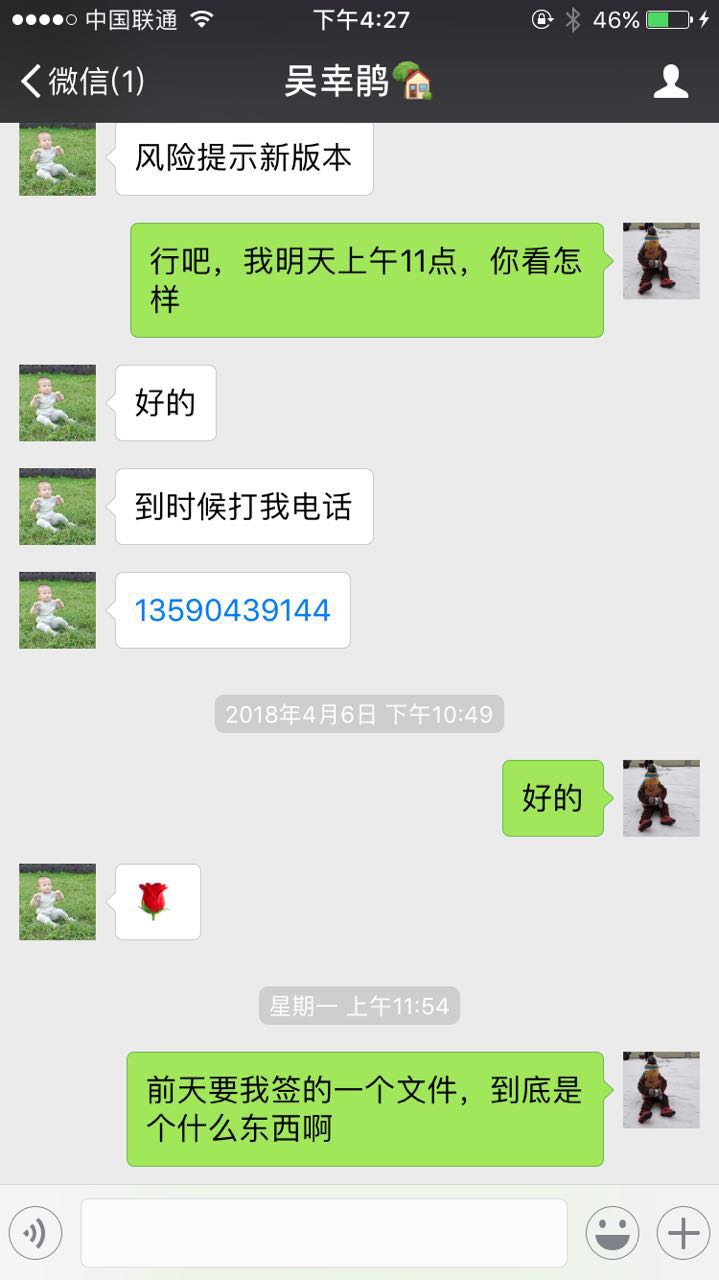 中国联通 下午4:27 46%
微信(1) 吴幸鹃
风险提示新版本
行吧，我明天上午11点，你看怎
样
好的
到时候打我电话
13590439144
2018年4月6日 下午10:49
好的
星期一 上午11:54
前天要我签的一个文件，到底是
个什么东西啊